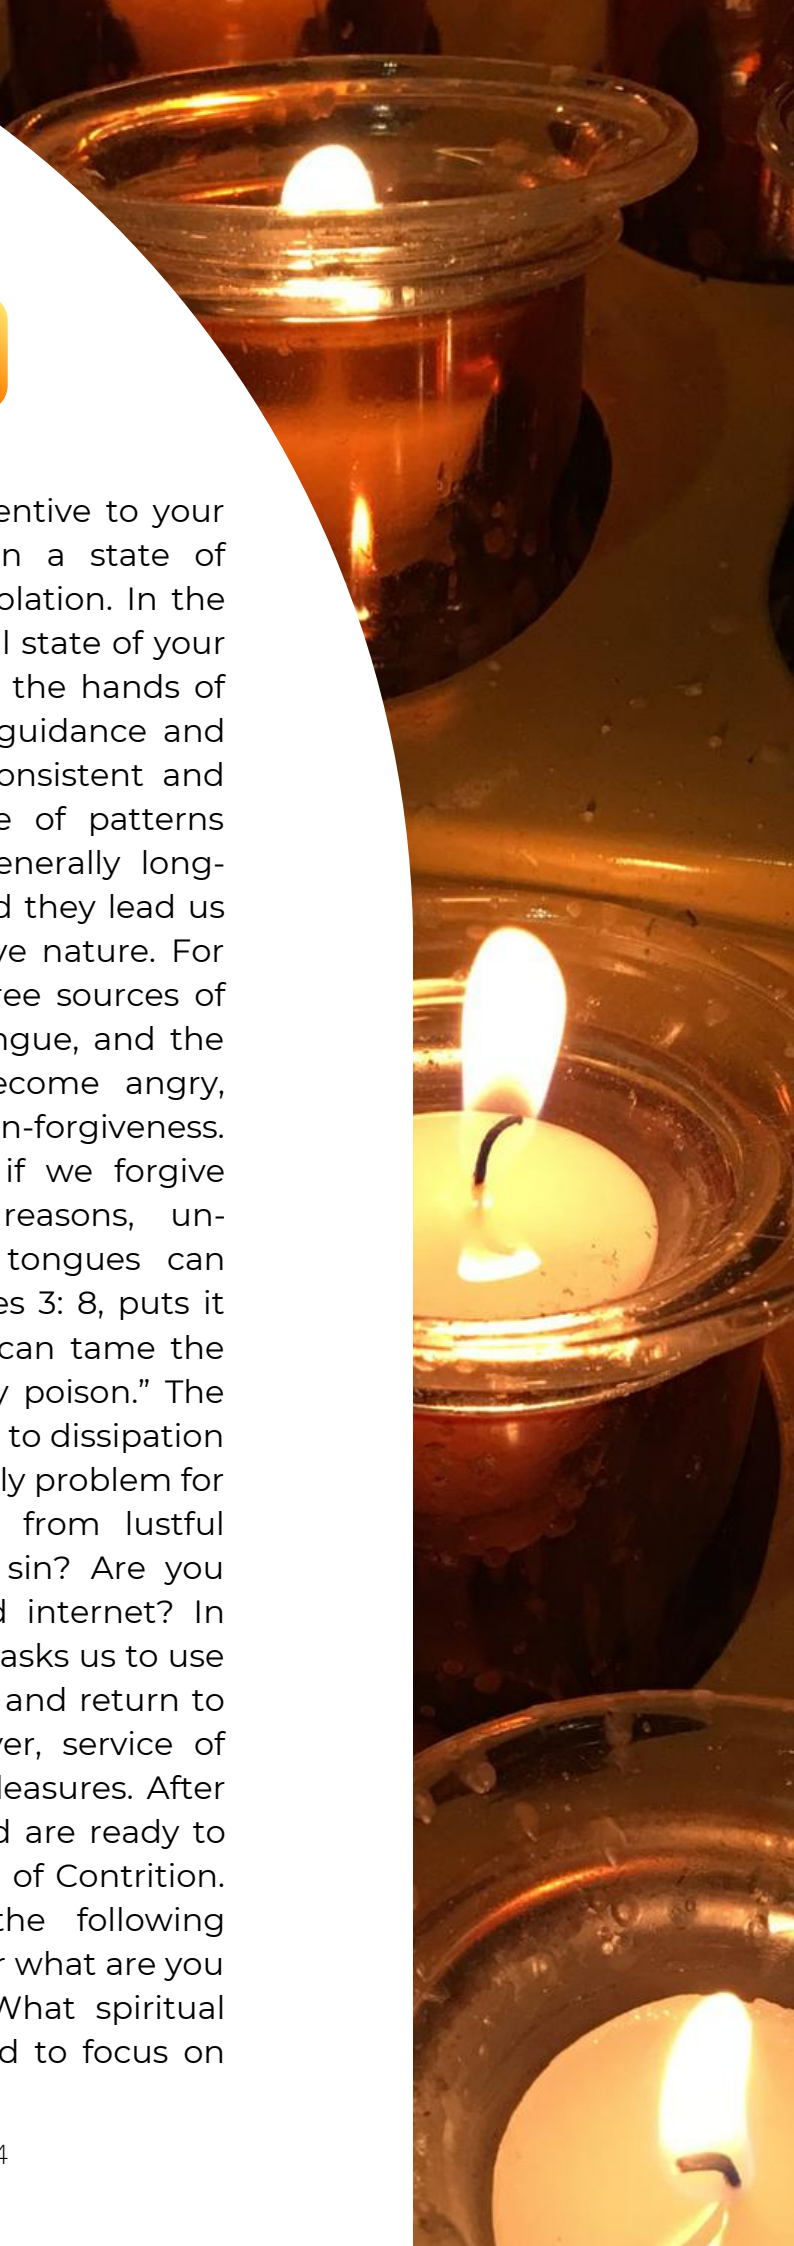 entive to your
n a state of
olation. In the
l state of your
the hands of
guidance and
onsistent and
e of patterns
enerally long-
d they lead us
ve nature. For
ree sources of
ngue, and the
ecome angry,
n-forgiveness.
if we forgive
reasons, un-
tongues can
es 3: 8, puts it
can tame the
y poison.” The
to dissipation
ly problem for
from lustful
sin? Are you
d internet? In
asks us to use
and return to
er, service of
leasures. After
d are ready to
of Contrition.
the following
r what are you
What spiritual
d to focus on
4